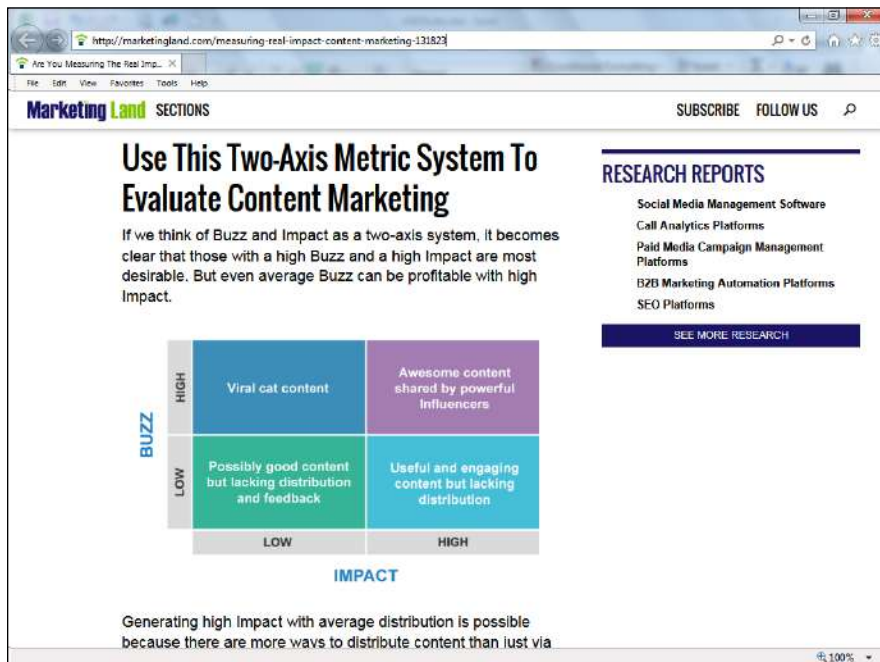 http://marketingland.com/measuring-real-impact-content-marketing-131823
Are You Measuring The Real Imp...
File Edit View Favorites Tools Help
Marketing Land SECTIONS
SUBSCRIBE FOLLOW US
Use This Two-Axis Metric System To
Evaluate Content Marketing
If we think of Buzz and Impact as a two-axis system, it becomes
clear that those with a high Buzz and a high Impact are most
desirable. But even average Buzz can be profitable with high
Impact.
BUZZ
HIGH
Viral cat content
Awesome content
shared by powerful
Influencers
LOW
Possibly good content
but lacking distribution
and feedback
Useful and engaging
content but lacking
distribution
LOW
HIGH
IMPACT
Generating high Impact with average distribution is possible
because there are more ways to distribute content than just via
RESEARCH REPORTS
Social Media Management Software
Call Analytics Platforms
Paid Media Campaign Management
Platforms
B2B Marketing Automation Platforms
SEO Platforms
SEE MORE RESEARCH
100%